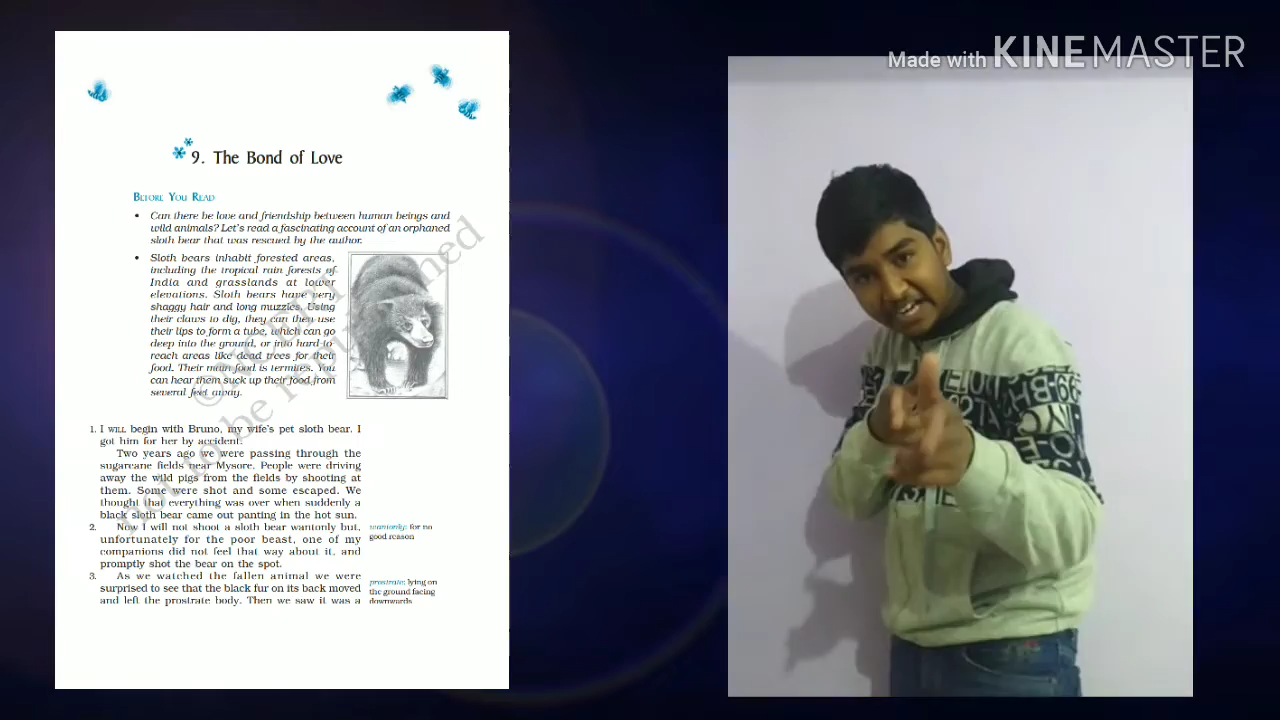 Made with KINEMASTER
9. The Bond of Love
BEFORE YOU READ
• Can there be love and friendship between human beings and
wild animals? Let's read a fascinating account of an orphaned
sloth bear that was rescued by the author.
• Sloth bears inhabit forested areas,
including the tropical rain forests of
India and grasslands at lower
elevations. Sloth bears have very
shaggy hair and long muzzles. Using
their claws to dig, they can they use
their lips to form a tube, which can go
deep into the ground, or into hard-to-
reach areas like dead trees for their
food. Their main food is termites. You
can hear them suck up their food from
several feet away.
1. I WILL begin with Bruno, my wife's pet sloth bear. I
got him for her by accident.
Two years ago we were passing through the
sugarcane fields near Mysore. People were driving
away the wild pigs from the fields by shooting at
them. Some were shot and some escaped. We
thought that everything was over when suddenly a
black sloth bear came out panting in the hot sun.
2. Now I will not shoot a sloth bear wantonly but,
unfortunately for the poor beast, one of my
companions did not feel that way about it, and
promptly shot the bear on the spot.
wantonly: for no
good reason
3. As we watched the fallen animal we were
surprised to see that the black fur on its back moved
and left the prostrate body. Then we saw it was a
prostrate: lying on
the ground facing
downwards
not to be republished